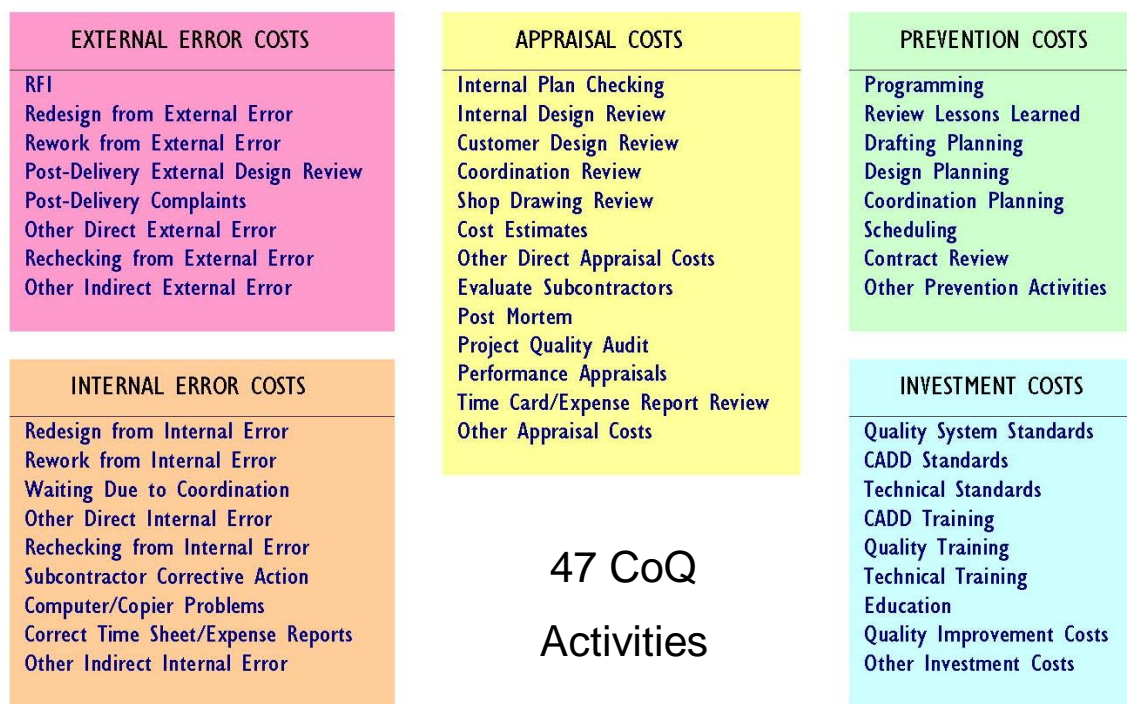 EXTERNAL ERROR COSTS
RFI
Redesign from External Error
Rework from External Error
Post-Delivery External Design Review
Post-Delivery Complaints
Other Direct External Error
Rechecking from External Error
Other Indirect External Error
INTERNAL ERROR COSTS
Redesign from Internal Error
Rework from Internal Error
Waiting Due to Coordination
Other Direct Internal Error
Rechecking from Internal Error
Subcontractor Corrective Action
Computer/Copier Problems
Correct Time Sheet/Expense Reports
Other Indirect Internal Error
APPRAISAL COSTS
Internal Plan Checking
Internal Design Review
Customer Design Review
Coordination Review
Shop Drawing Review
Cost Estimates
Other Direct Appraisal Costs
Evaluate Subcontractors
Post Mortem
Project Quality Audit
Performance Appraisals
Time Card/Expense Report Review
Other Appraisal Costs
47 CoQ
Activities
PREVENTION COSTS
Programming
Review Lessons Learned
Drafting Planning
Design Planning
Coordination Planning
Scheduling
Contract Review
Other Prevention Activities
INVESTMENT COSTS
Quality System Standards
CADD Standards
Technical Standards
CADD Training
Quality Training
Technical Training
Education
Quality Improvement Costs
Other Investment Costs